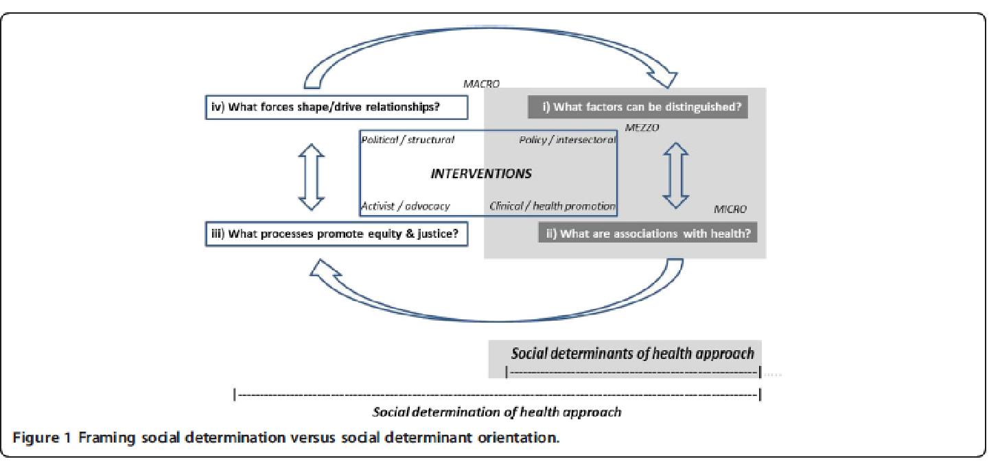 MACRO
iv) What forces shape/drive relationships?
i) What factors can be distinguished?
MEZZO
Political / structural
Policy / intersectoral
INTERVENTIONS
Activist / advocacy
Clinical / health promotion
MICRO
iii) What processes promote equity & justice?
ii) What are associations with health?
Social determinants of health approach
Social determination of health approach
Figure 1 Framing social determination versus social determinant orientation.